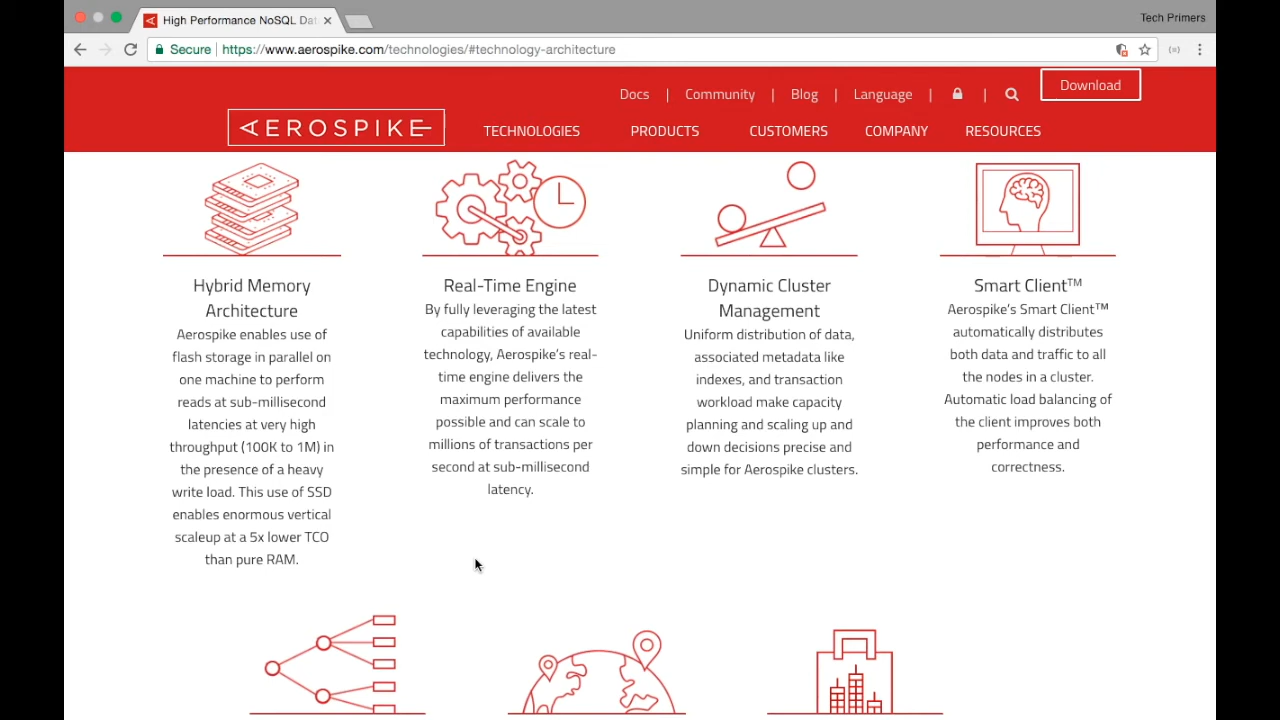 High Performance NoSQL Dat
Tech Primers
Secure
https://www.aerospike.com/technologies/#technology-architecture
Docs | Community | Blog | Language | | Download
AEROSPIKE
TECHNOLOGIES PRODUCTS CUSTOMERS COMPANY RESOURCES
Hybrid Memory
Architecture
Aerospike enables use of
flash storage in parallel on
one machine to perform
reads at sub-millisecond
latencies at very high
throughput (100K to 1M) in
the presence of a heavy
write load. This use of SSD
enables enormous vertical
scaleup at a 5x lower TCO
than pure RAM.
Real-Time Engine
By fully leveraging the latest
capabilities of available
technology, Aerospike's real-
time engine delivers the
maximum performance
possible and can scale to
millions of transactions per
second at sub-millisecond
latency.
Dynamic Cluster
Management
Uniform distribution of data,
associated metadata like
indexes, and transaction
workload make capacity
planning and scaling up and
down decisions precise and
simple for Aerospike clusters.
Smart Client™
Aerospike's Smart Client™
automatically distributes
both data and traffic to all
the nodes in a cluster.
Automatic load balancing of
the client improves both
performance and
correctness.